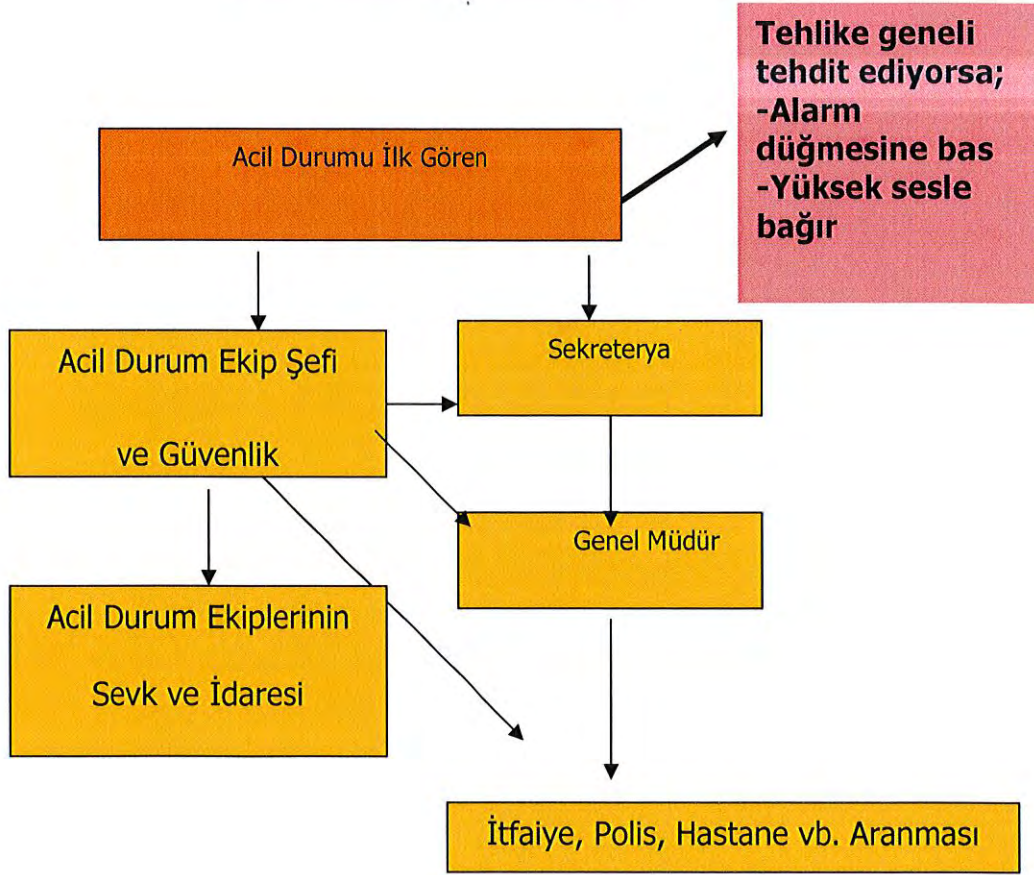 Tehlike geneli
tehdit ediyorsa;
-Alarm
düğmesine bas
-Yüksek sesle
bağır
Acil Durumu İlk Gören
Acil Durum Ekip Şefi
ve Güvenlik
Sekreterya
Genel Müdür
Acil Durum Ekiplerinin
Sevk ve İdaresi
İtfaiye, Polis, Hastane vb. Aranması